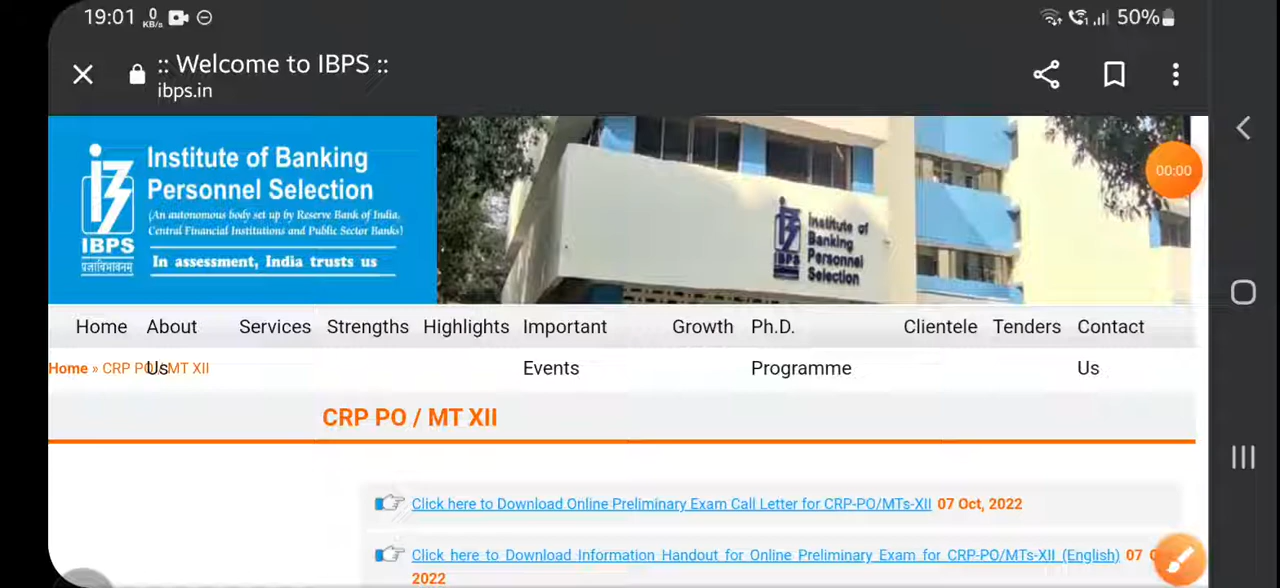 19:01 0 KB/s 50%
:: Welcome to IBPS ::
ibps.in
Institute of Banking
Personnel Selection
(An autonomous body set up by Reserve Bank of India,
Central Financial Institutions and Public Sector Banks)
IBPS
In assessment, India trusts us
Institute of
Banking
Personnel
Selection
IBPS
00:00
Home About Us Services Strengths Highlights Important Events Growth Ph.D. Programme Clientele Tenders Contact Us
Home » CRP PO/MT XII
CRP PO / MT XII
Click here to Download Online Preliminary Exam Call Letter for CRP-PO/MTs-XII 07 Oct, 2022
Click here to Download Information Handout for Online Preliminary Exam for CRP-PO/MTs-XII (English) 07
2022